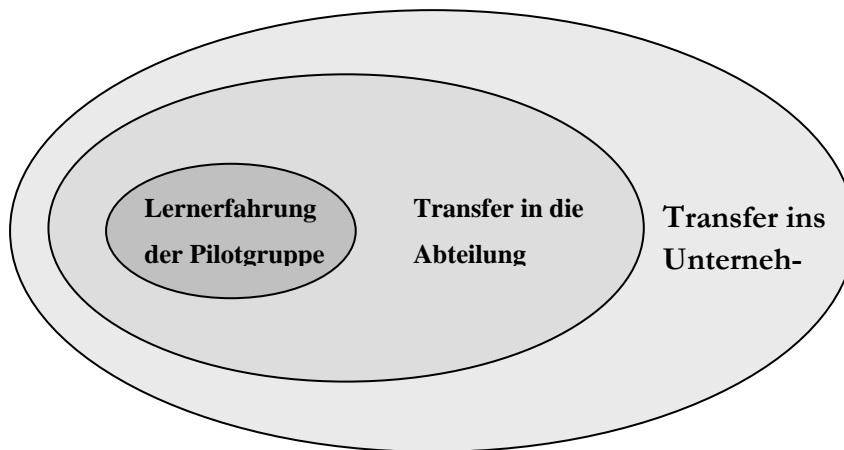 Lernerfahrung
der Pilotgruppe
Transfer in die
Abteilung
Transfer ins
Unterneh-